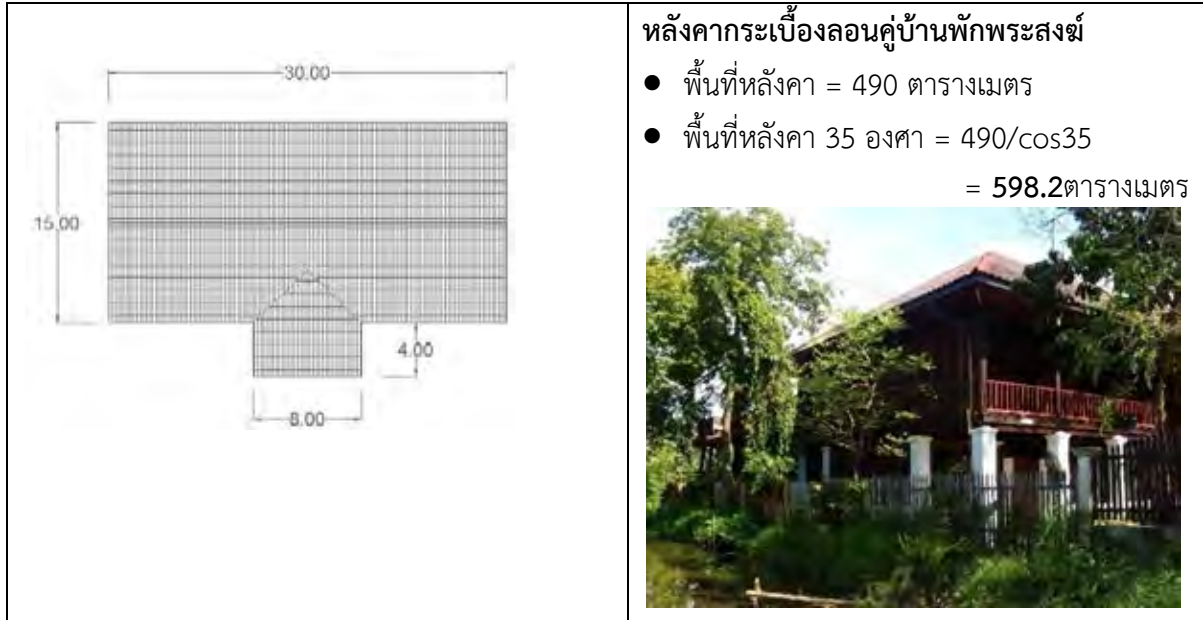 30.00
15.00
4.00
8.00
หลังคากระเบื้องลอนคู่บ้านพักพระสงฆ์
● พื้นที่หลังคา = 490 ตารางเมตร
● พื้นที่หลังคา 35 องศา = 490/cos35
= 598.2ตารางเมตร